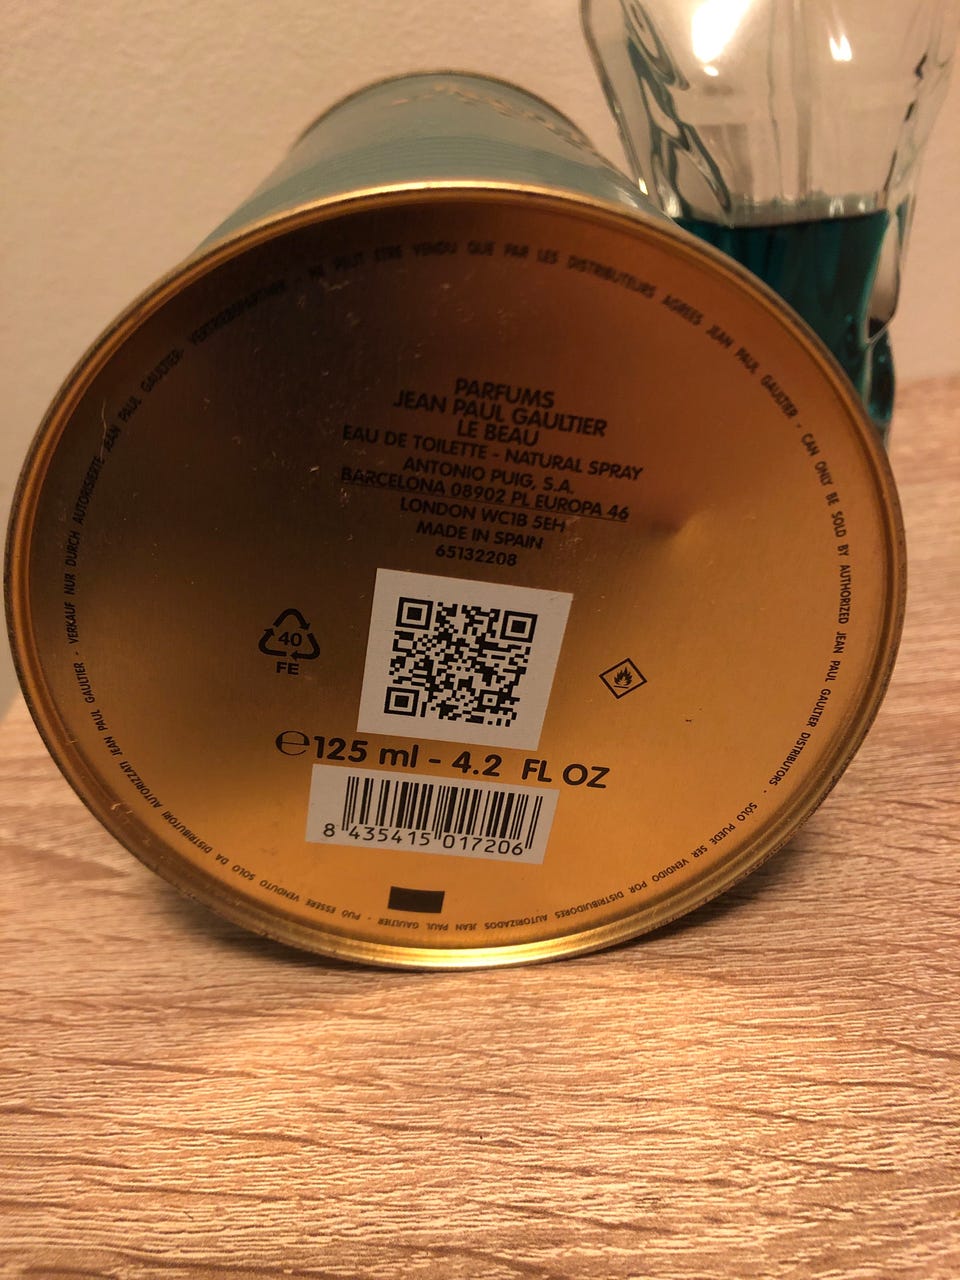 PARFUMS
JEAN PAUL GAULTIER
LE BEAU
EAU DE TOILETTE - NATURAL SPRAY
ANTONIO PUIG, S.A.
BARCELONA 08902 PL EUROPA 46
LONDON WC1B 5EH
MADE IN SPAIN
65132208
40
FE
℮125 ml - 4.2 FL OZ
8 435415 017206
NE PEUT ETRE VENDU QUE PAR LES DISTRIBUTEURS AGREES JEAN PAUL GAULTIER - CAN ONLY BE SOLD BY AUTHORIZED JEAN PAUL GAULTIER DISTRIBUTORS - SÓLO PUEDE SER VENDIDO POR DISTRIBUIDORES AUTORIZADOS JEAN PAUL GAULTIER - PUÒ ESSERE VENDUTO SOLO DA DISTRIBUTORI AUTORIZZATI JEAN PAUL GAULTIER - VERKAUF NUR DURCH AUTORISIERTE JEAN PAUL GAULTIER- VERTRIEBSPARTNER -